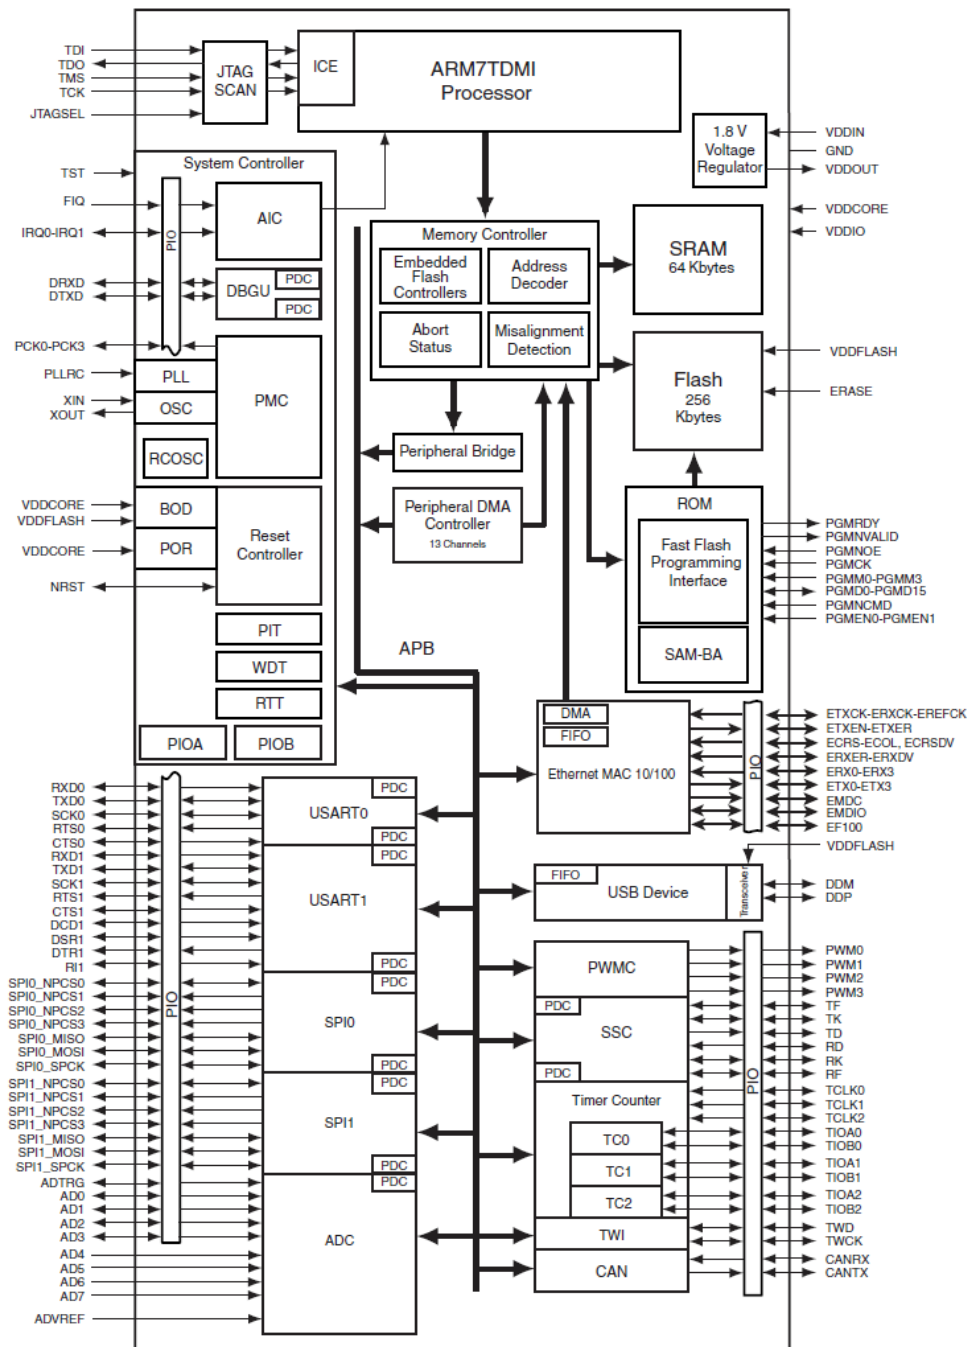 TDI
TDO
TMS
TCK
JTAGSEL
JTAG
SCAN
ICE
ARM7TDMI
Processor
1.8 V
Voltage
Regulator
VDDIN
GND
VDDOUT
VDDCORE
VDDIO
System Controller
TST
FIQ
IRQ0-IRQ1
PIO
AIC
DRXD
DTXD
DBGU
PDC
PDC
PCK0-PCK3
PLLRC
PLL
XIN
XOUT
OSC
RCOSC
PMC
VDDCORE
VDDFLASH
BOD
VDDCORE
POR
Reset
Controller
NRST
PIT
WDT
RTT
PIOA
PIOB
Memory Controller
Embedded
Flash
Controllers
Address
Decoder
Abort
Status
Misalignment
Detection
SRAM
64 Kbytes
Flash
256
Kbytes
VDDFLASH
ERASE
Peripheral Bridge
Peripheral DMA
Controller
13 Channels
ROM
Fast Flash
Programming
Interface
SAM-BA
PGMRDY
PGMNVALID
PGMNOE
PGMCK
PGMM0-PGMM3
PGMD0-PGMD15
PGMNCMD
PGMEN0-PGMEN1
APB
DMA
FIFO
Ethernet MAC 10/100
PIO
ETXCK-ERXCK-EREFCK
ETXEN-ETXER
ECRS-ECOL, ECRSDV
ERXER-ERXDV
ERX0-ERX3
ETX0-ETX3
EMDC
EMDIO
EF100
VDDFLASH
FIFO
USB Device
Transceiver
DDM
DDP
RXD0
TXD0
SCK0
RTS0
CTS0
RXD1
TXD1
SCK1
RTS1
CTS1
DCD1
DSR1
DTR1
RI1
SPI0_NPCS0
SPI0_NPCS1
SPI0_NPCS2
SPI0_NPCS3
SPI0_MISO
SPI0_MOSI
SPI0_SPCK
SPI1_NPCS0
SPI1_NPCS1
SPI1_NPCS2
SPI1_NPCS3
SPI1_MISO
SPI1_MOSI
SPI1_SPCK
ADTRG
AD0
AD1
AD2
AD3
AD4
AD5
AD6
AD7
ADVREF
PIO
PDC
USART0
PDC
PDC
USART1
PDC
PDC
SPI0
PDC
PDC
SPI1
PDC
PDC
ADC
PWMC
PDC
SSC
PDC
Timer Counter
TC0
TC1
TC2
TWI
CAN
PIO
PWM0
PWM1
PWM2
PWM3
TF
TK
TD
RD
RK
RF
TCLK0
TCLK1
TCLK2
TIOA0
TIOB0
TIOA1
TIOB1
TIOA2
TIOB2
TWD
TWCK
CANRX
CANTX